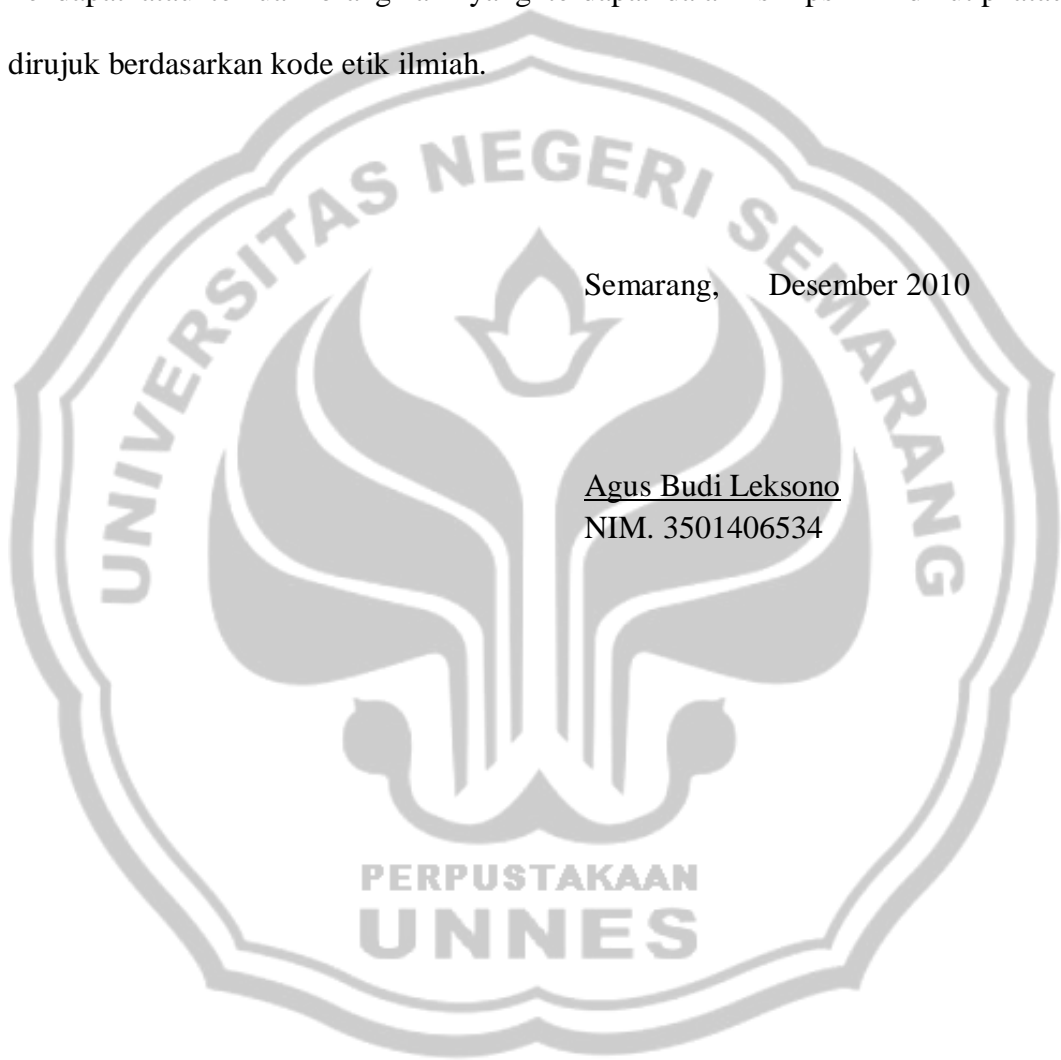 dirujuk berdasarkan kode etik ilmiah.
UNIVERSITAS NEGERI SEMARANG
Semarang, Desember 2010
Agus Budi Leksono
NIM. 3501406534
PERPUSTAKAAN
UNNES